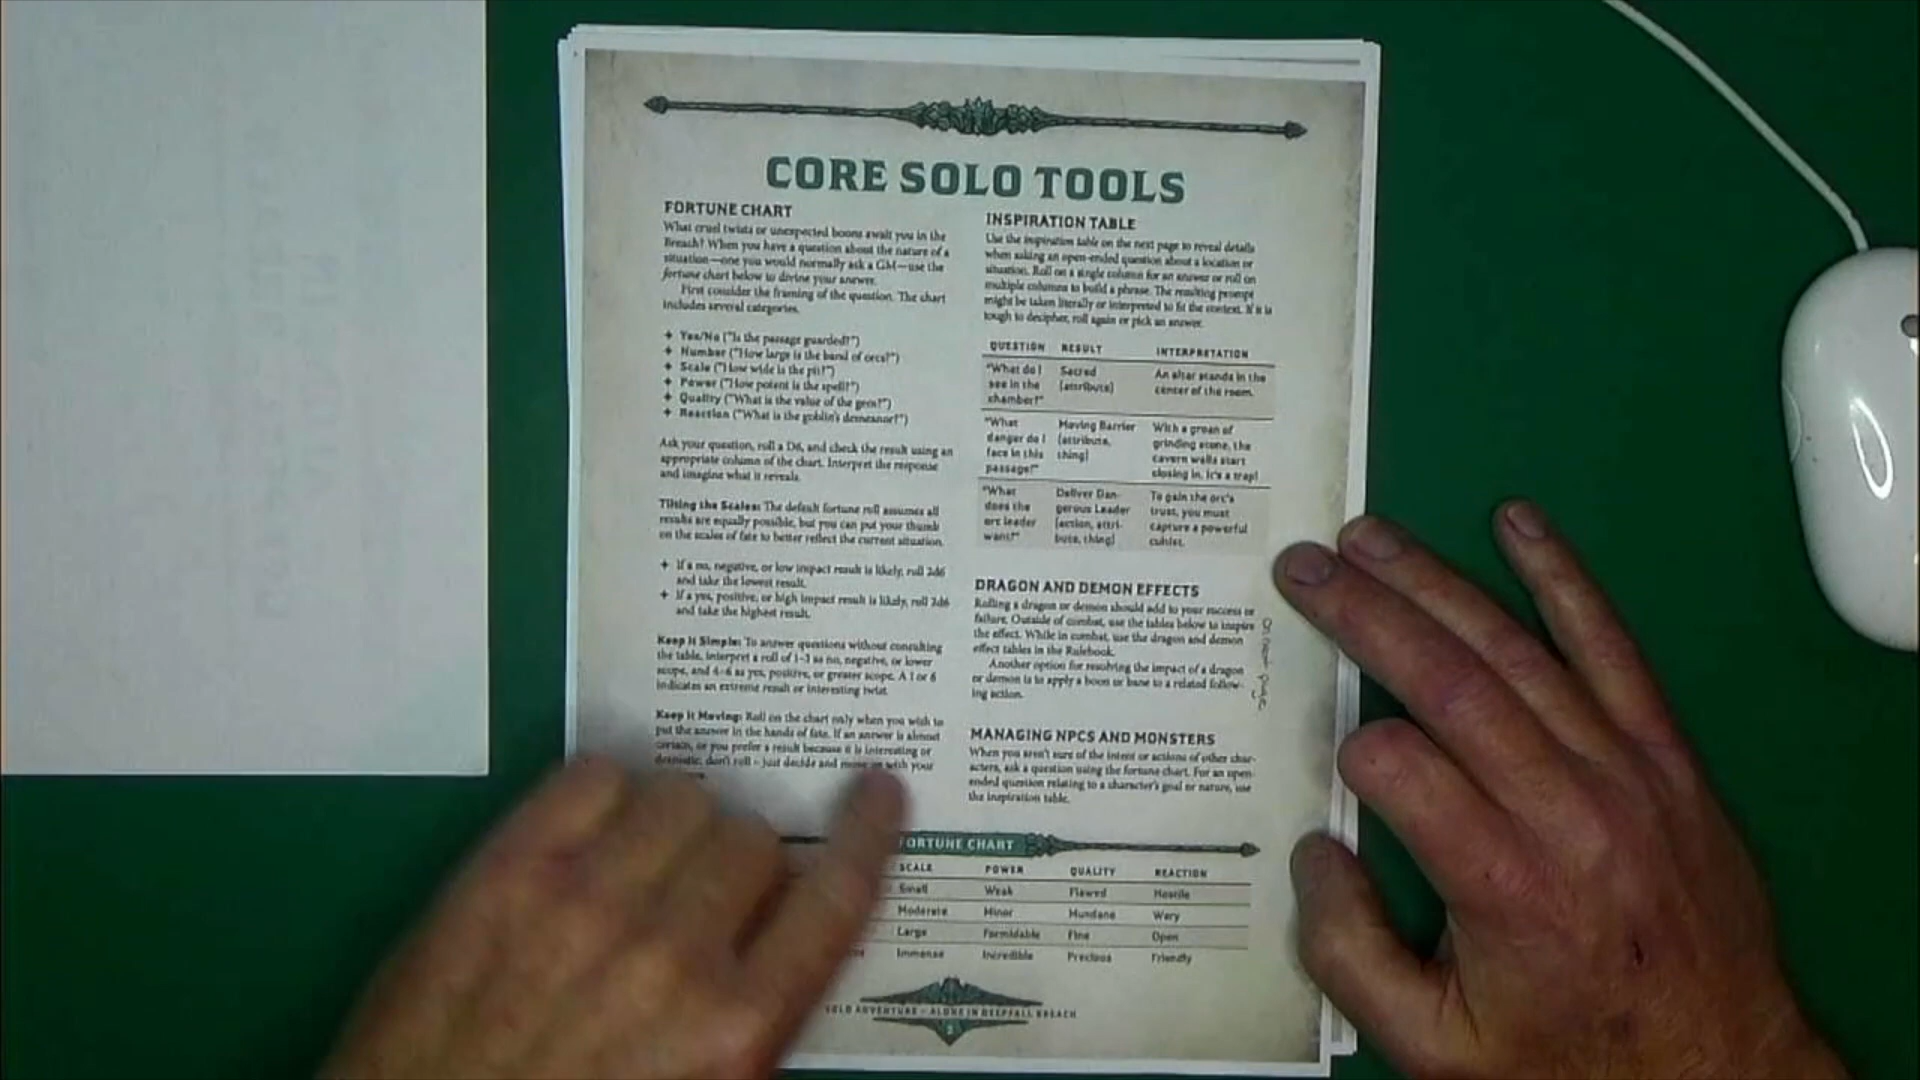 CORE SOLO TOOLS
FORTUNE CHART
What cruel twists or unexpected boons await you in the
Breach? When you have a question about the nature of a
situation—one you would normally ask a GM—use the
fortune chart below to divine your answer.
First consider the framing of the question. The chart
includes several categories.
Yes/No ("Is the passage guarded?")
Number ("How large is the band of orcs?")
Scale ("How wide is the pit?")
Power ("How potent is the spell?")
Quality ("What is the value of the gem?")
Reaction ("What is the goblin's demeanor?")
Ask your question, roll a D6, and check the result using an
appropriate column of the chart. Interpret the response
and imagine what it reveals.
Tilting the Scales: The default fortune roll assumes all
results are equally possible, but you can put your thumb
on the scales of fate to better reflect the current situation.
If a no, negative, or low impact result is likely, roll 2d6
and take the lowest result.
If a yes, positive, or high impact result is likely, roll 2d6
and take the highest result.
Keep it Simple: To answer questions without consulting
the table, interpret a roll of 1–3 as no, negative, or lower
scope, and 4–6 as yes, positive, or greater scope. A 1 or 6
indicates an extreme result or interesting twist.
Keep it Moving: Roll on the chart only when you wish to
put the answer in the hands of fate. If an answer is almost
certain, or you prefer a result because it is interesting or
dramatic, don't roll – just decide and move on with your
INSPIRATION TABLE
Use the inspiration table on the next page to reveal details
when asking an open-ended question about a location or
situation. Roll on a single column for an answer or roll on
multiple columns to build a phrase. The resulting prompt
might be taken literally or interpreted to fit the context. If it is
tough to decipher, roll again or pick an answer.
QUESTION RESULT INTERPRETATION
"What do I Sacred An altar stands in the
see in the (attribute) center of the room.
chamber?"
"What Moving Barrier With a groan of
danger do I (attribute, grinding stone, the
face in this thing) cavern walls start
passage?" closing in. It's a trap!
"What Deliver Dan- To gain the orc's
does the gerous Leader trust, you must
orc leader (action, attri- capture a powerful
want?" bute, thing) cultist.
DRAGON AND DEMON EFFECTS
Rolling a dragon or demon should add to your success or
failure. Outside of combat, use the tables below to inspire
the effect. While in combat, use the dragon and demon
effect tables in the Rulebook.
Another option for resolving the impact of a dragon
or demon is to apply a boon or bane to a related follow-
ing action.
on next page
MANAGING NPCS AND MONSTERS
When you aren't sure of the intent or actions of other char-
acters, ask a question using the fortune chart. For an open-
ended question relating to a character's goal or nature, use
the inspiration table.
FORTUNE CHART
SCALE POWER QUALITY REACTION
Small Weak Flawed Hostile
Moderate Minor Mundane Wary
Large Formidable Fine Open
Immense Incredible Precious Friendly
SOLO ADVENTURE – ALONE IN DEEPFALL BREACH